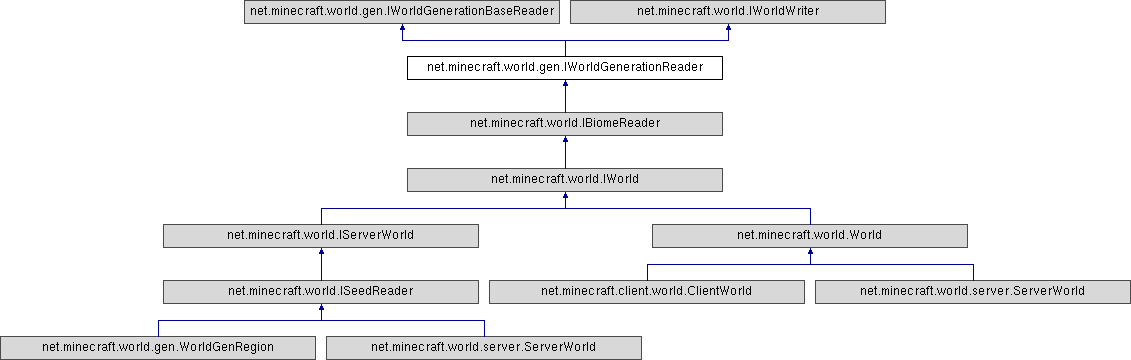 net.minecraft.world.gen.IWorldGenerationBaseReader
net.minecraft.world.IWorldWriter
net.minecraft.world.gen.IWorldGenerationReader
net.minecraft.world.IBiomeReader
net.minecraft.world.IWorld
net.minecraft.world.IServerWorld
net.minecraft.world.World
net.minecraft.world.ISeedReader
net.minecraft.client.world.ClientWorld
net.minecraft.world.server.ServerWorld
net.minecraft.world.gen.WorldGenRegion
net.minecraft.world.server.ServerWorld